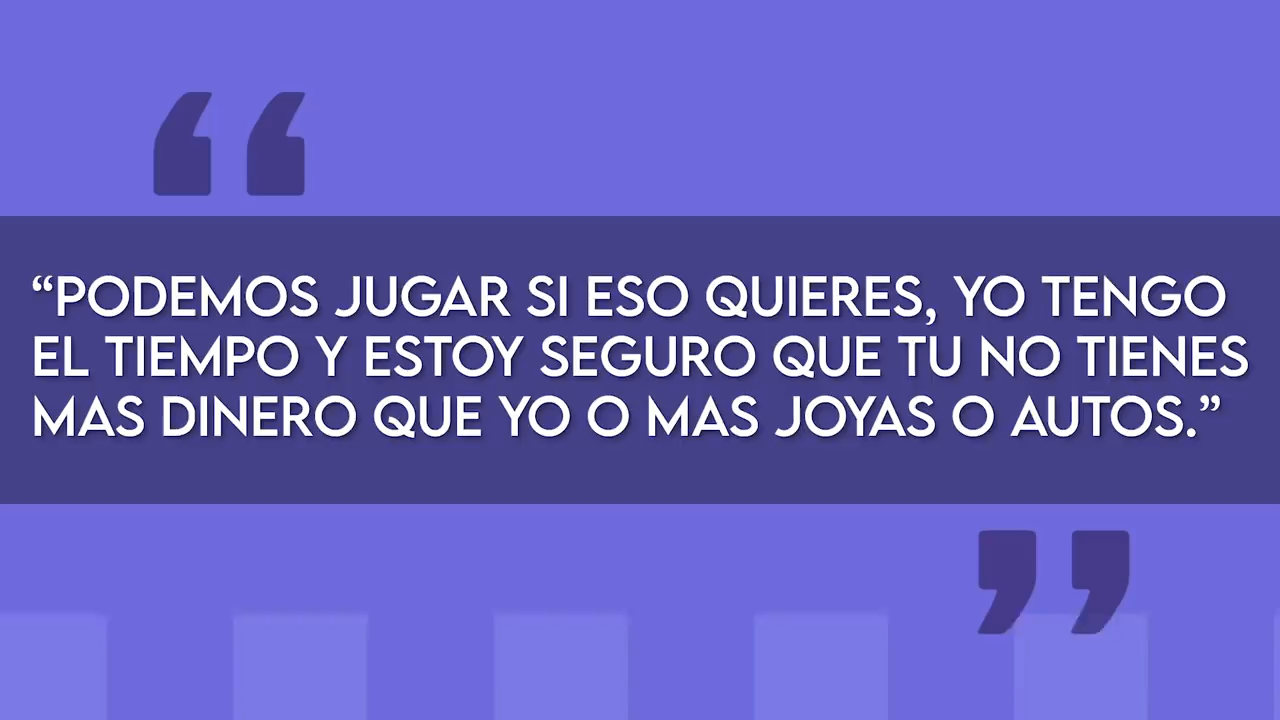 “PODEMOS JUGAR SI ESO QUIERES, YO TENGO
EL TIEMPO Y ESTOY SEGURO QUE TU NO TIENES
MAS DINERO QUE YO O MAS JOYAS O AUTOS.”